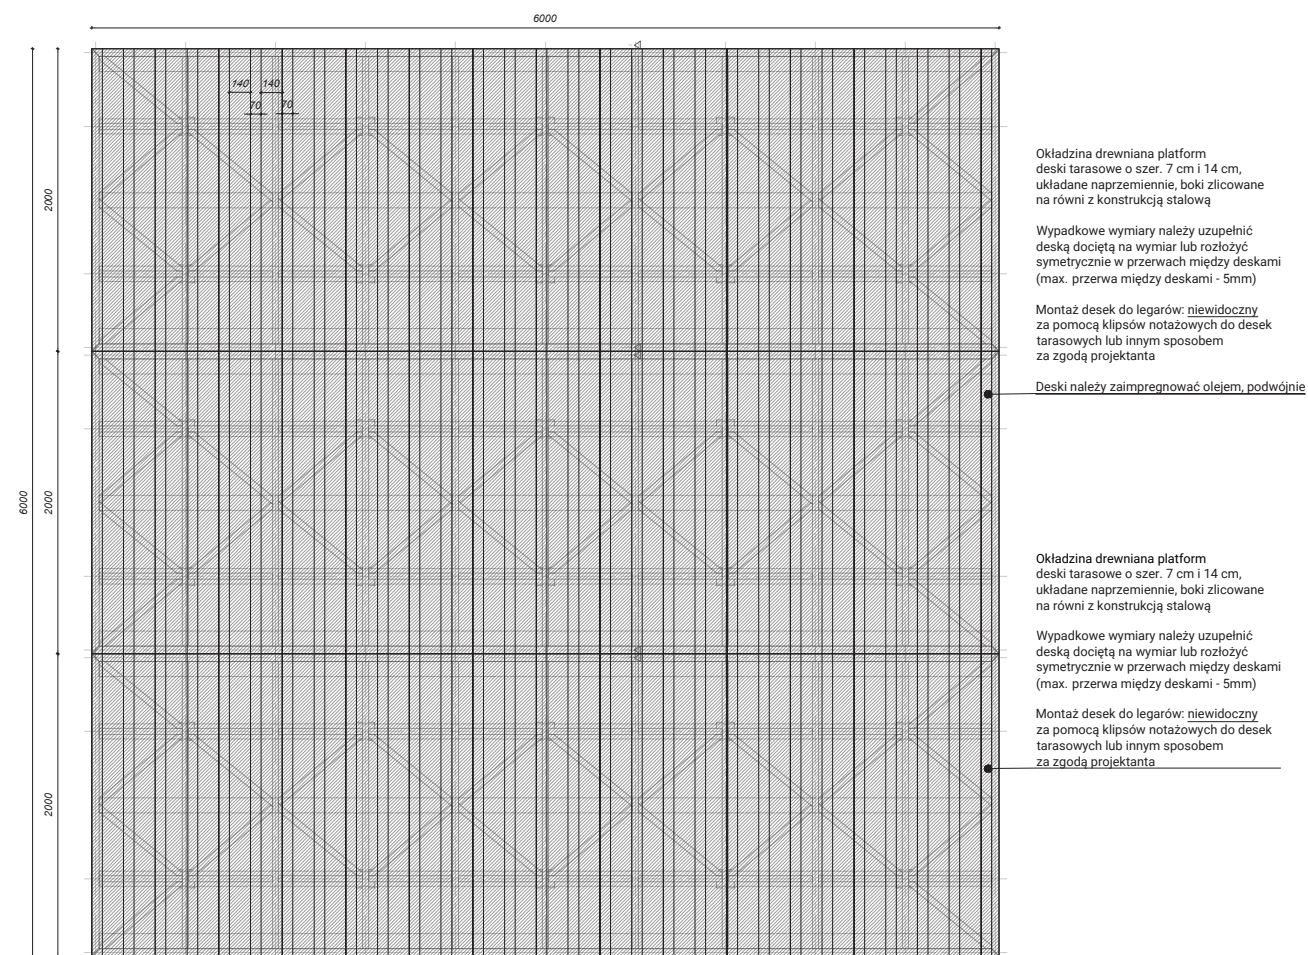 6000
140
140
70
70
2000
6000
2000
2000
Okładzina drewniana platform
deski tarasowe o szer. 7 cm i 14 cm,
układane naprzemiennie, boki zlicowane
na równi z konstrukcją stalową
Wypadkowe wymiary należy uzupełnić
deską dociętą na wymiar lub rozłożyć
symetrycznie w przerwach między deskami
(max. przerwa między deskami - 5mm)
Montaż desek do legarów: niewidoczny
za pomocą klipsów notażowych do desek
tarasowych lub innym sposobem
za zgodą projektanta
Deski należy zaimpregnować olejem, podwójnie
Okładzina drewniana platform
deski tarasowe o szer. 7 cm i 14 cm,
układane naprzemiennie, boki zlicowane
na równi z konstrukcją stalową
Wypadkowe wymiary należy uzupełnić
deską dociętą na wymiar lub rozłożyć
symetrycznie w przerwach między deskami
(max. przerwa między deskami - 5mm)
Montaż desek do legarów: niewidoczny
za pomocą klipsów notażowych do desek
tarasowych lub innym sposobem
za zgodą projektanta